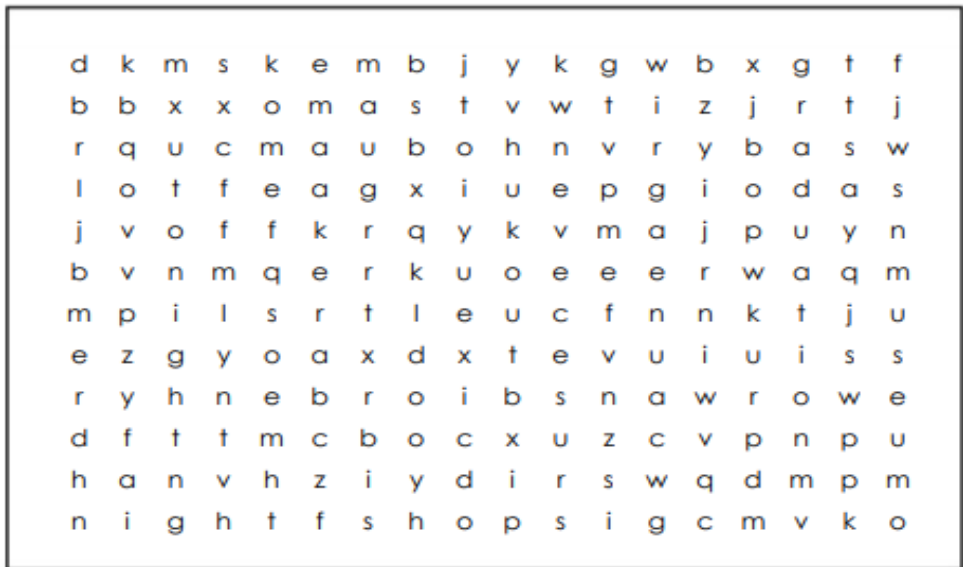 d k m s k e m b j y k g w b x g t f
b b x x o m a s t v w t i z j r t j
r q u c m a u b o h n v r y b a s w
l o t f e a g x i u e p g i o d a s
j v o f f k r q y k v m a j p u y n
b v n m q e r k u o e e e r w a q m
m p i l s r t l e u c f n n k t j u
e z g y o a x d x t e v u i u i s s
r y h n e b r o i b s n a w r o w e
d f t t m c b o c x u z c v p n p u
h a n v h z i y d i r s w q d m p m
n i g h t f s h o p s i g c m v k o